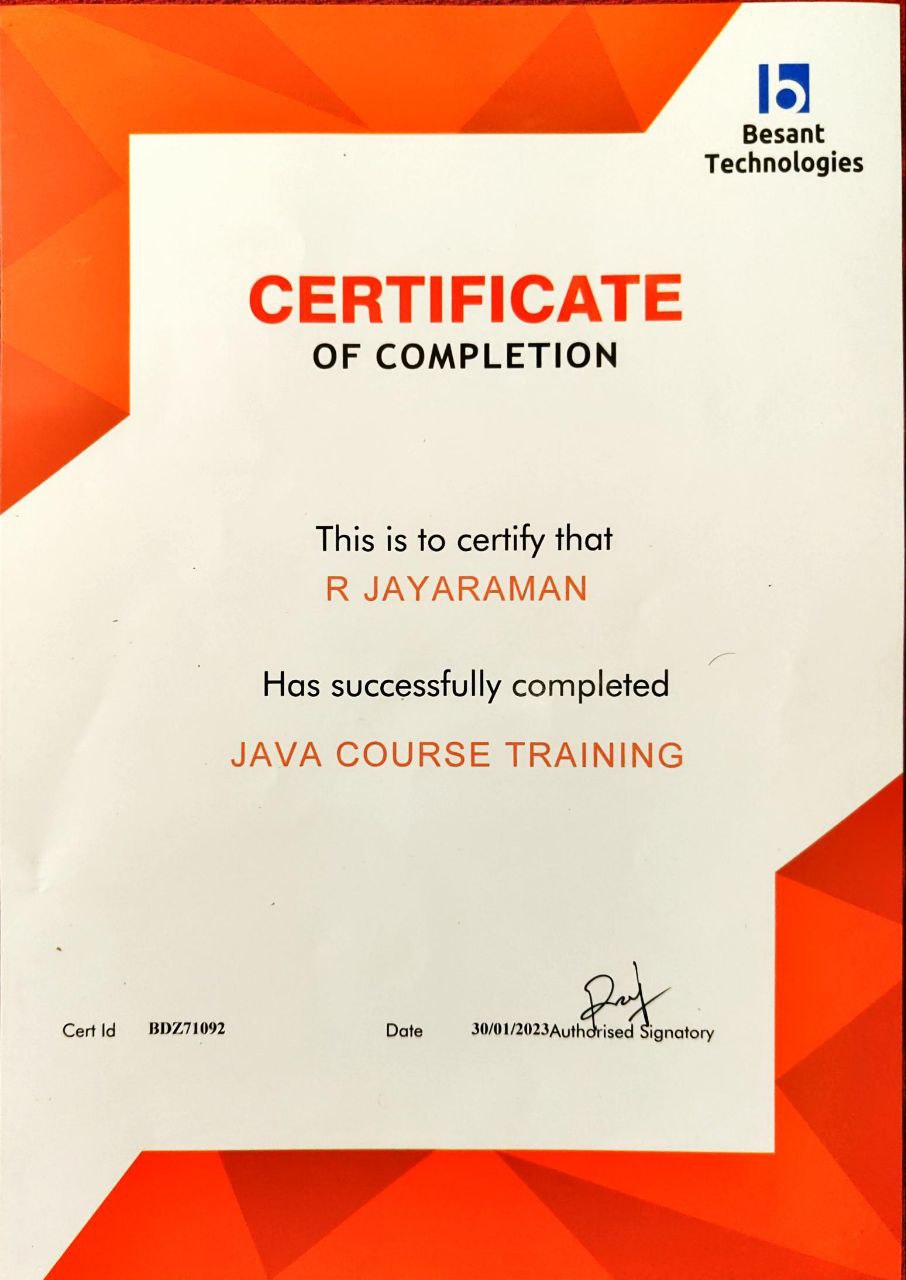 Besant
Technologies
CERTIFICATE
OF COMPLETION
This is to certify that
R JAYARAMAN
Has successfully completed
JAVA COURSE TRAINING
Cert Id BDZ71092 Date 30/01/2023 Authorised Signatory